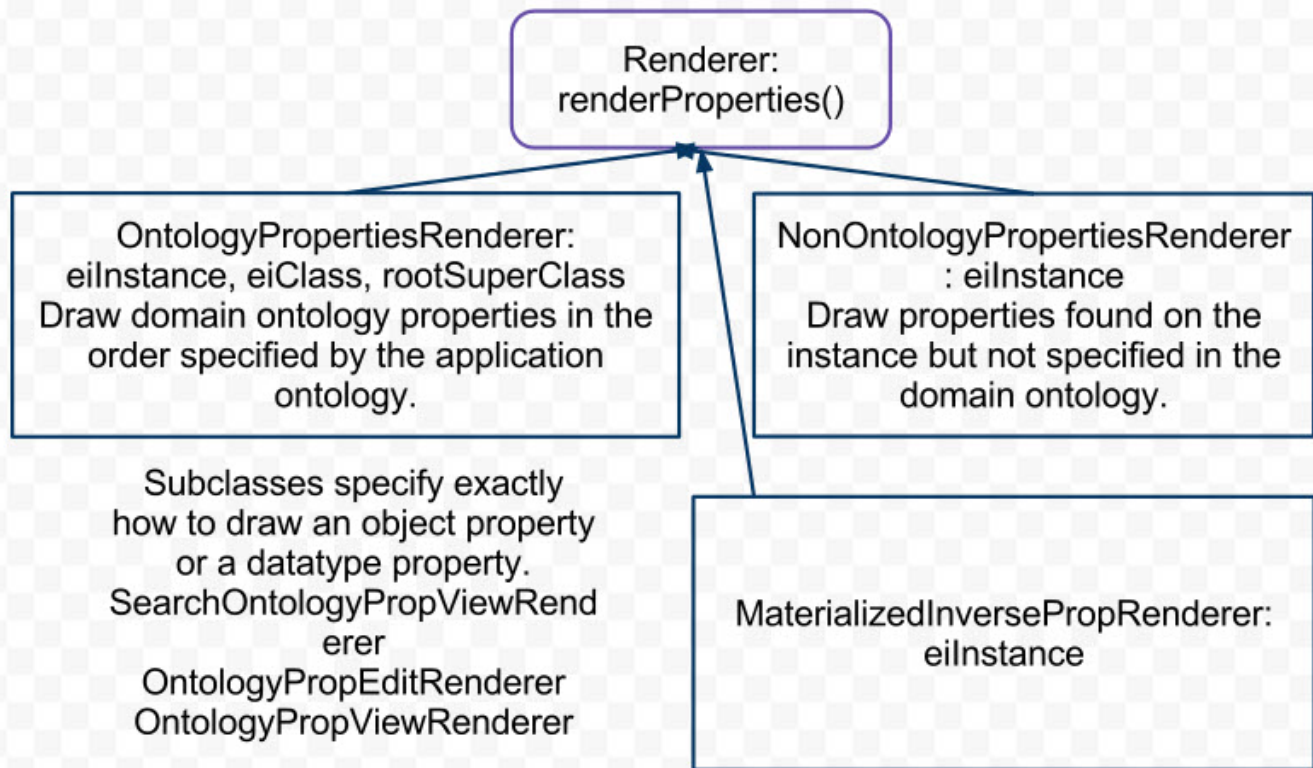 Renderer:
renderProperties()
OntologyPropertiesRenderer:
eiInstance, eiClass, rootSuperClass
Draw domain ontology properties in the
order specified by the application
ontology.
NonOntologyPropertiesRenderer
: eiInstance
Draw properties found on the
instance but not specified in the
domain ontology.
Subclasses specify exactly
how to draw an object property
or a datatype property.
SearchOntologyPropViewRend
erer
OntologyPropEditRenderer
OntologyPropViewRenderer
MaterializedInversePropRenderer:
eiInstance